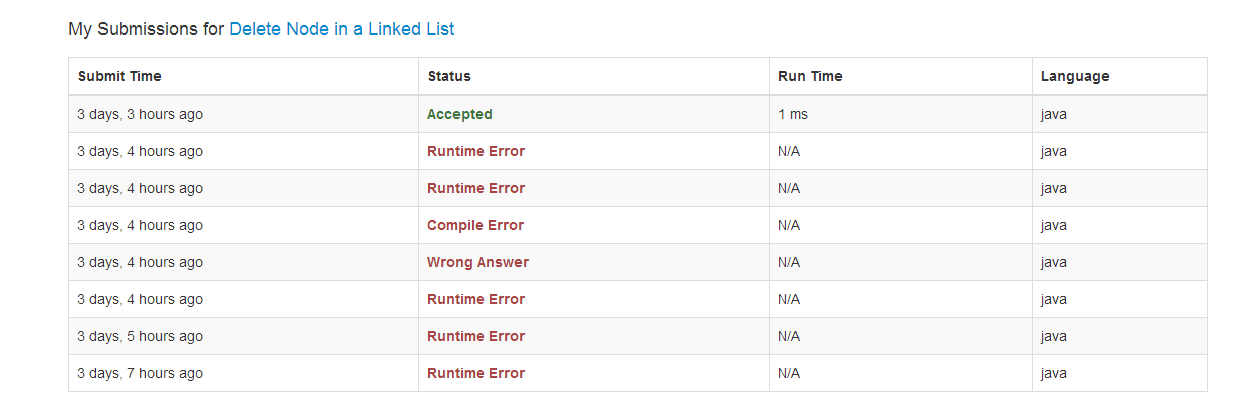 My Submissions for Delete Node in a Linked List
Submit Time Status Run Time Language
3 days, 3 hours ago Accepted 1 ms java
3 days, 4 hours ago Runtime Error N/A java
3 days, 4 hours ago Runtime Error N/A java
3 days, 4 hours ago Compile Error N/A java
3 days, 4 hours ago Wrong Answer N/A java
3 days, 4 hours ago Runtime Error N/A java
3 days, 5 hours ago Runtime Error N/A java
3 days, 7 hours ago Runtime Error N/A java